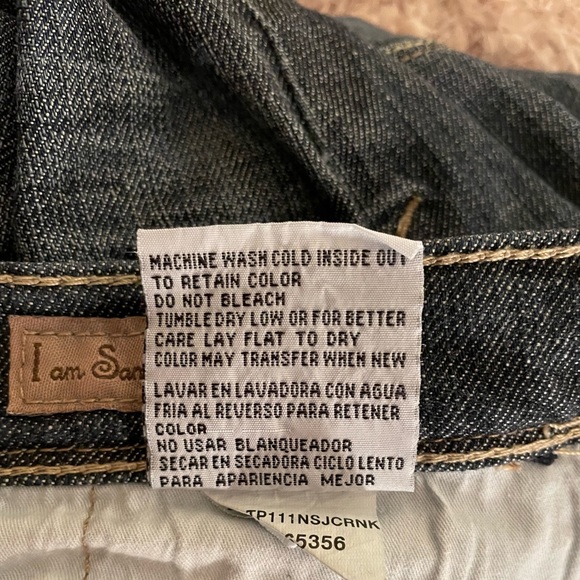 MACHINE WASH COLD INSIDE OUT
TO RETAIN COLOR
DO NOT BLEACH
TUMBLE DRY LOW OR FOR BETTER
CARE LAY FLAT TO DRY
COLOR MAY TRANSFER WHEN NEW
LAVAR EN LAVADORA CON AGUA
FRIA AL REVERSO PARA RETENER
COLOR
NO USAR BLANQUEADOR
SECAR EN SECADORA CICLO LENTO
PARA APARIENCIA MEJOR
I am San
TP111NSJCRNK
65356